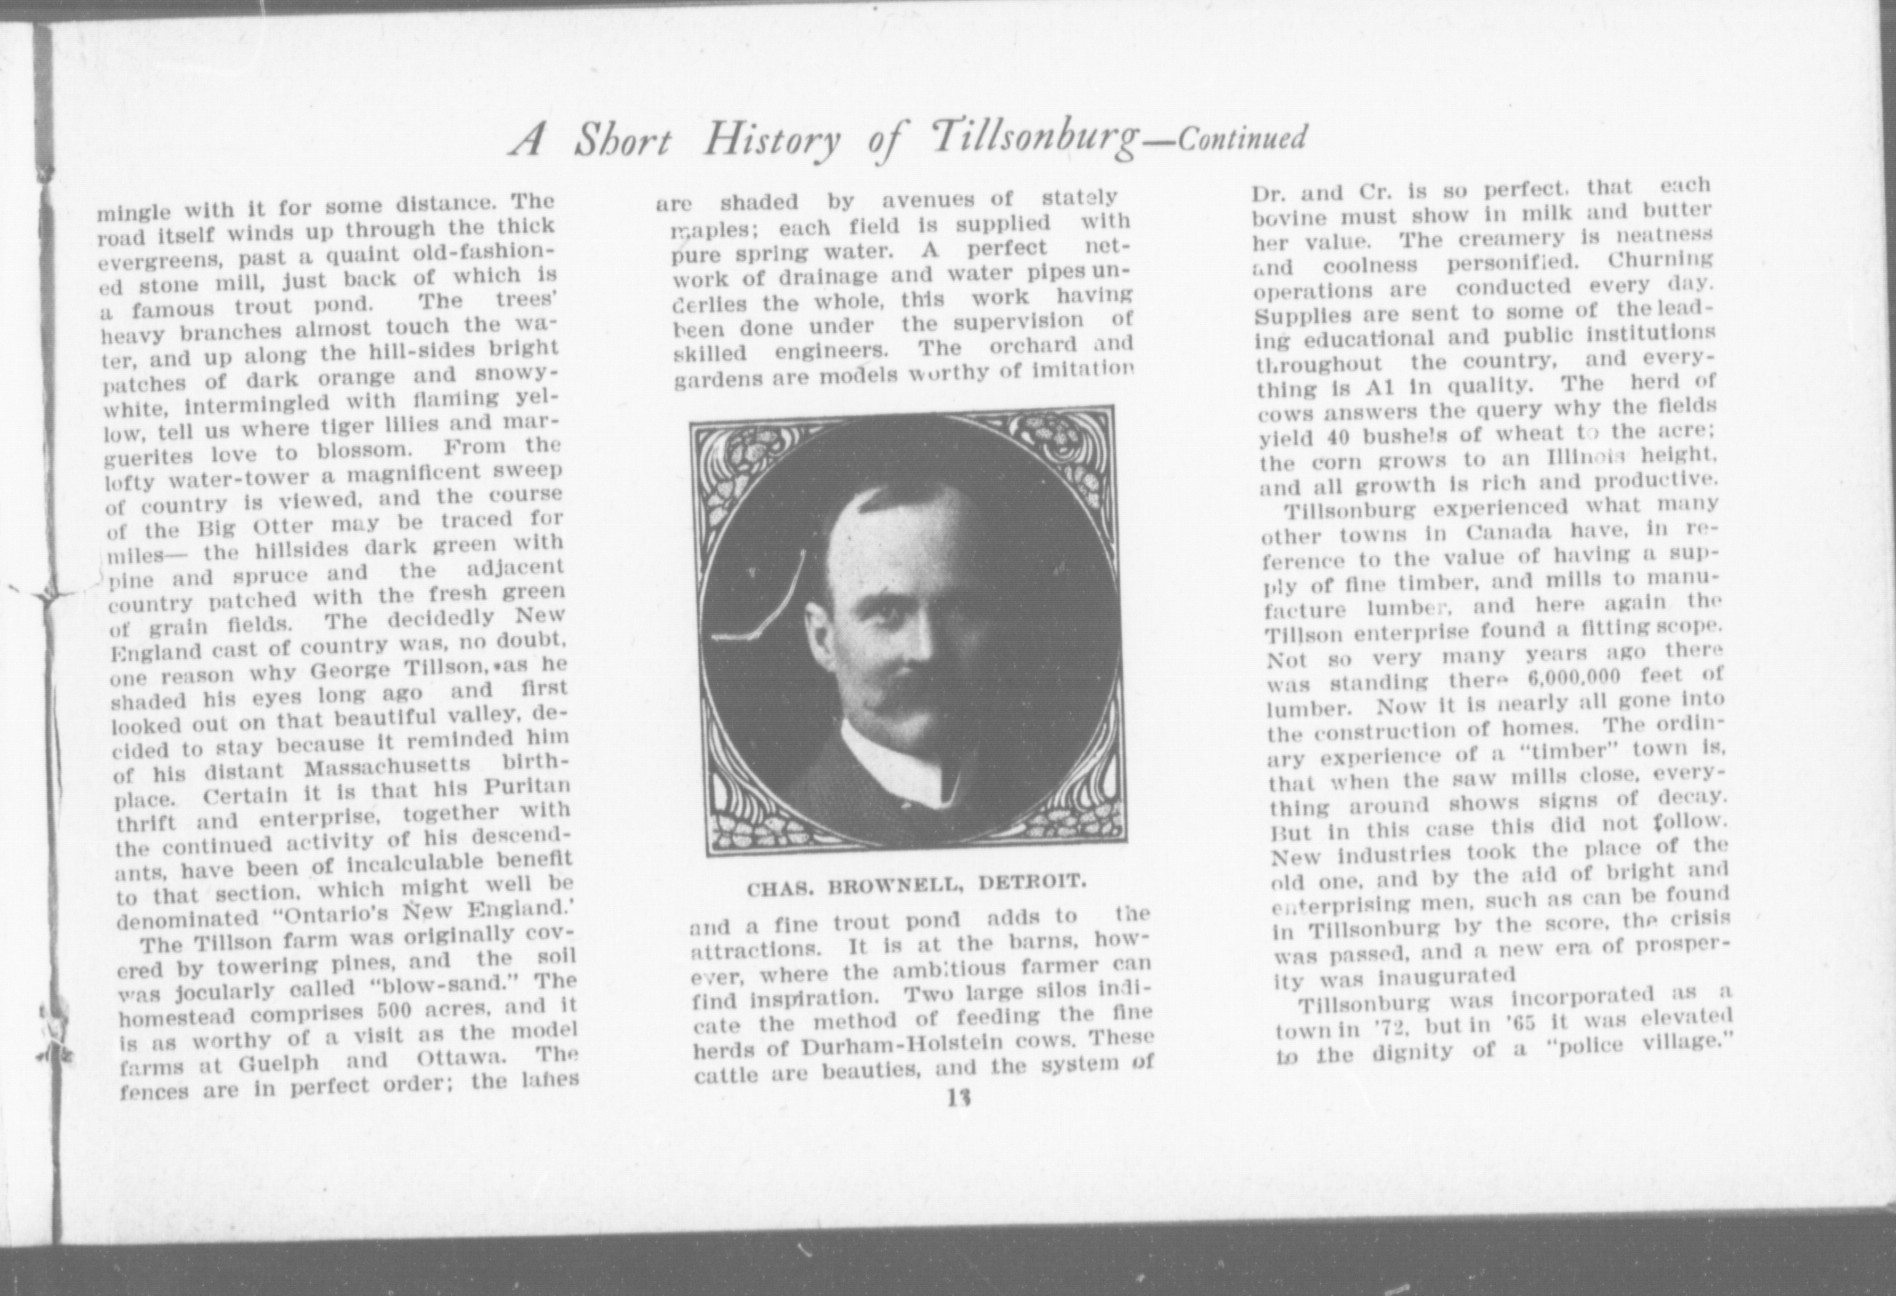 A Short History of Tillsonburg—Continued
mingle with it for some distance. The
road itself winds up through the thick
evergreens, past a quaint old-fashion-
ed stone mill, just back of which is
a famous trout pond. The trees'
heavy branches almost touch the wa-
ter, and up along the hill-sides bright
patches of dark orange and snowy-
white, intermingled with flaming yel-
low, tell us where tiger lilies and mar-
guerites love to blossom. From the
lofty water-tower a magnificent sweep
of country is viewed, and the course
of the Big Otter may be traced for
miles— the hillsides dark green with
pine and spruce and the adjacent
country patched with the fresh green
of grain fields. The decidedly New
England cast of country was, no doubt,
one reason why George Tillson, as he
shaded his eyes long ago and first
looked out on that beautiful valley, de-
cided to stay because it reminded him
of his distant Massachusetts birth-
place. Certain it is that his Puritan
thrift and enterprise, together with
the continued activity of his descend-
ants, have been of incalculable benefit
to that section, which might well be
denominated "Ontario's New England.'
The Tillson farm was originally cov-
ered by towering pines, and the soil
was jocularly called "blow-sand." The
homestead comprises 500 acres, and it
is as worthy of a visit as the model
farms at Guelph and Ottawa. The
fences are in perfect order; the lanes
are shaded by avenues of stately
maples; each field is supplied with
pure spring water. A perfect net-
work of drainage and water pipes un-
derlies the whole, this work having
been done under the supervision of
skilled engineers. The orchard and
gardens are models worthy of imitation
CHAS. BROWNELL, DETROIT.
and a fine trout pond adds to the
attractions. It is at the barns, how-
ever, where the ambitious farmer can
find inspiration. Two large silos indi-
cate the method of feeding the fine
herds of Durham-Holstein cows. These
cattle are beauties, and the system of
13
Dr. and Cr. is so perfect, that each
bovine must show in milk and butter
her value. The creamery is neatness
and coolness personified. Churning
operations are conducted every day.
Supplies are sent to some of the lead-
ing educational and public institutions
throughout the country, and every-
thing is A1 in quality. The herd of
cows answers the query why the fields
yield 40 bushels of wheat to the acre;
the corn grows to an Illinois height,
and all growth is rich and productive.
Tillsonburg experienced what many
other towns in Canada have, in re-
ference to the value of having a sup-
ply of fine timber, and mills to manu-
facture lumber, and here again the
Tillson enterprise found a fitting scope.
Not so very many years ago there
was standing there 6,000,000 feet of
lumber. Now it is nearly all gone into
the construction of homes. The ordin-
ary experience of a "timber" town is,
that when the saw mills close, every-
thing around shows signs of decay.
But in this case this did not follow.
New industries took the place of the
old one, and by the aid of bright and
enterprising men, such as can be found
in Tillsonburg by the score, the crisis
was passed, and a new era of prosper-
ity was inaugurated
Tillsonburg was incorporated as a
town in '72, but in '65 it was elevated
to the dignity of a "police village."